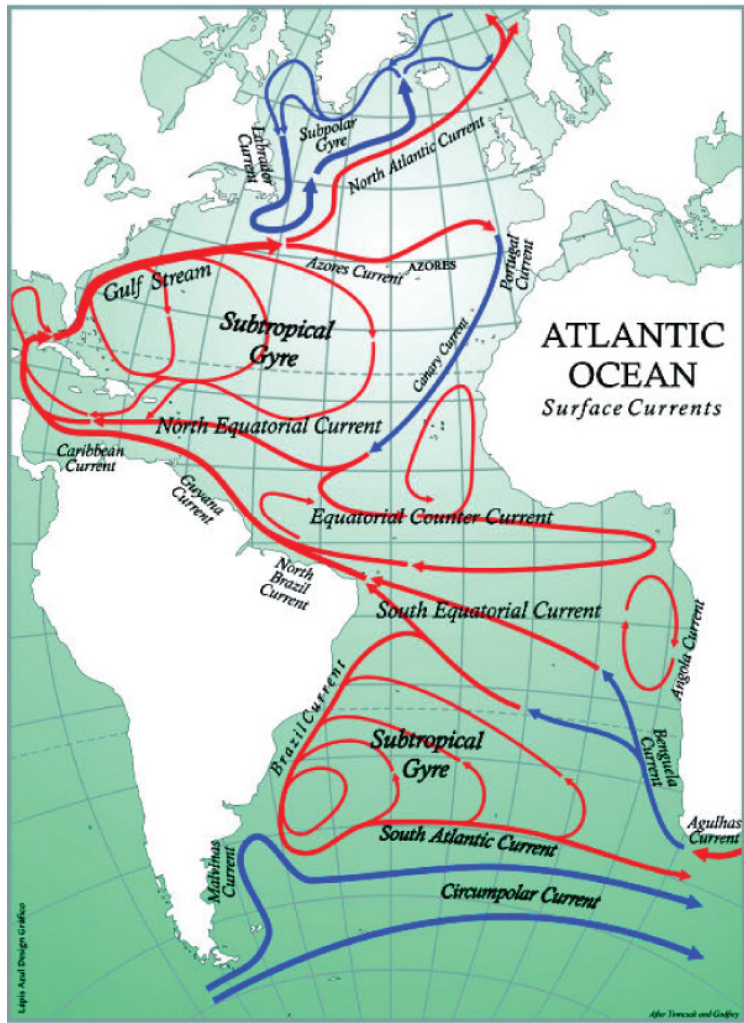 Labrador
Current
Subpolar
Gyre
North Atlantic Current
Azores Current
AZORES
Portugal
Current
Gulf Stream
Subtropical
Gyre
Canary Current
ATLANTIC
OCEAN
Surface Currents
North Equatorial Current
Caribbean
Current
Guyana
Current
Equatorial Counter Current
North
Brazil
Current
South Equatorial Current
Angola Current
Brazil Current
Subtropical
Gyre
Benguela
Current
Agulhas
Current
South Atlantic Current
Malvinas
Current
Circumpolar Current
Lápis Azul Design Gráfico
After Tomczak and Godfrey